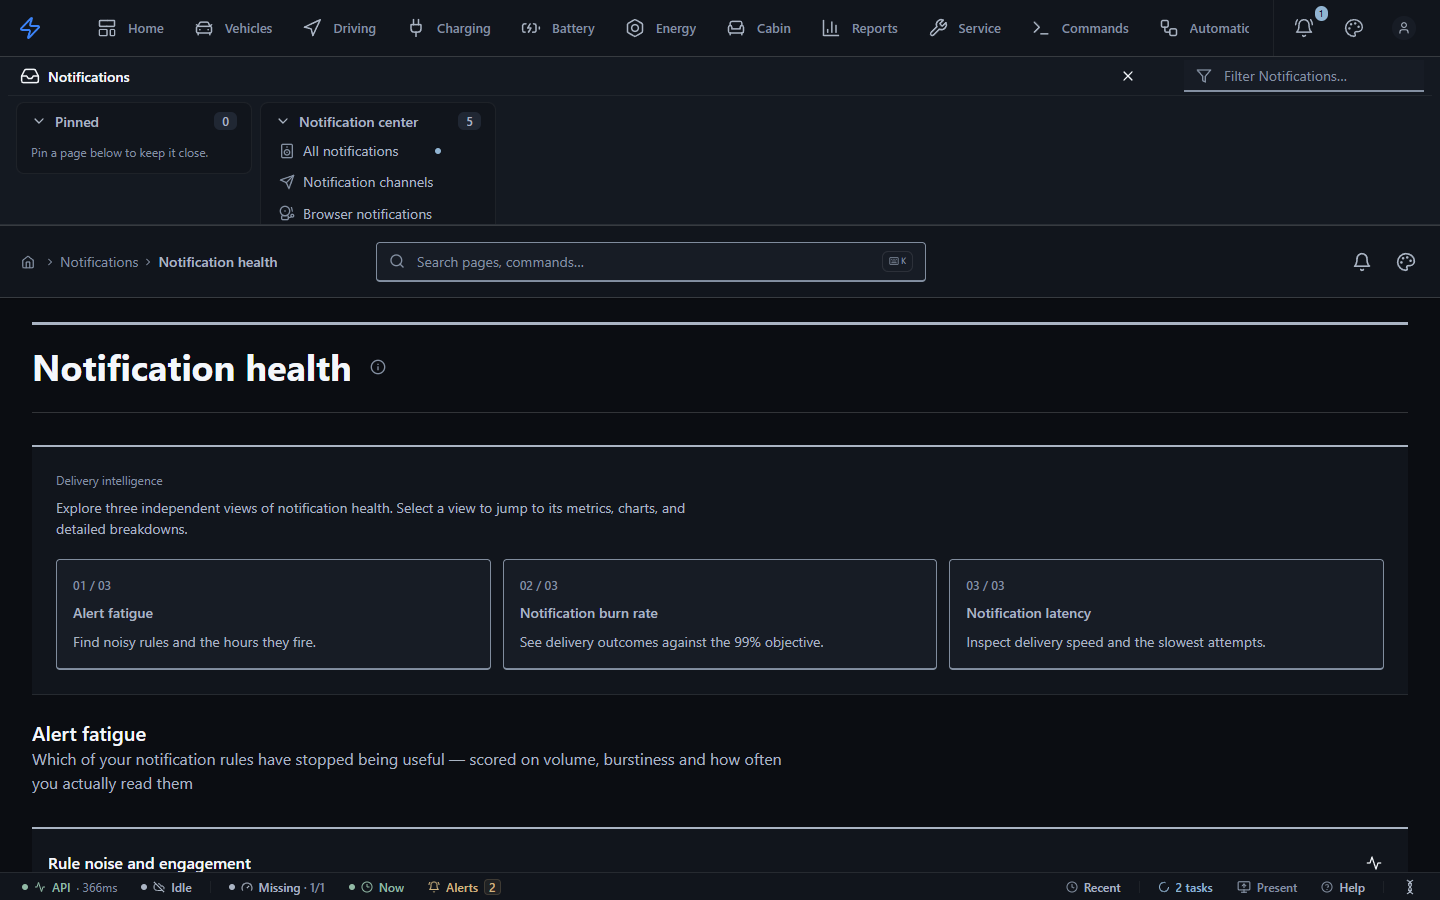 Home
Vehicles
Driving
Charging
Battery
Energy
Cabin
Reports
Service
Commands
Automatic
1
Notifications
Filter Notifications...
Pinned
0
Pin a page below to keep it close.
Notification center
5
All notifications
Notification channels
Browser notifications
Notifications
Notification health
Search pages, commands...
K
Notification health
Delivery intelligence
Explore three independent views of notification health. Select a view to jump to its metrics, charts, and
detailed breakdowns.
01 / 03
Alert fatigue
Find noisy rules and the hours they fire.
02 / 03
Notification burn rate
See delivery outcomes against the 99% objective.
03 / 03
Notification latency
Inspect delivery speed and the slowest attempts.
Alert fatigue
Which of your notification rules have stopped being useful — scored on volume, burstiness and how often
you actually read them
Rule noise and engagement
API · 366ms
Idle
Missing · 1/1
Now
Alerts 2
Recent
2 tasks
Present
Help